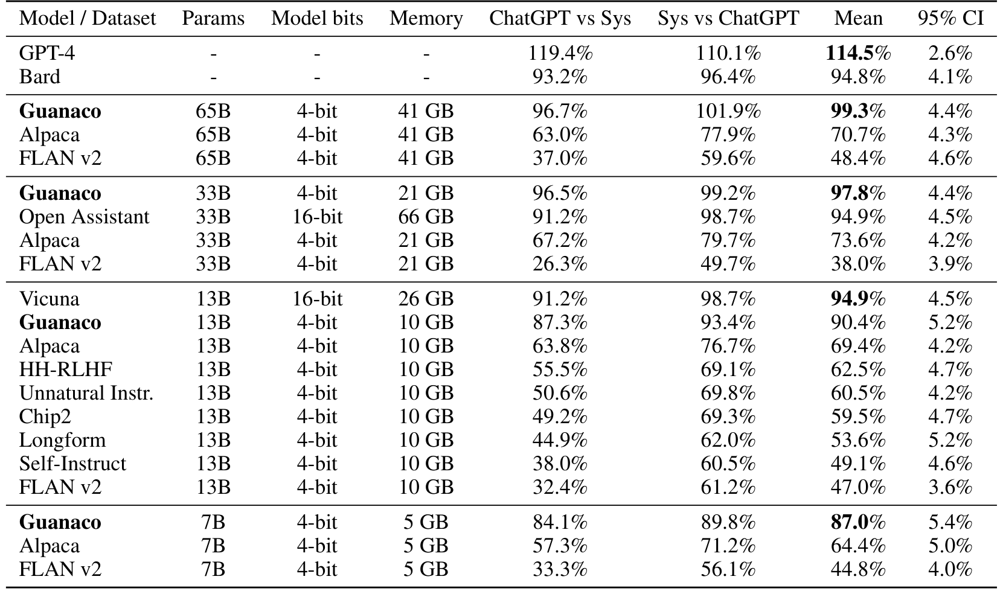 Model / Dataset Params Model bits Memory ChatGPT vs Sys Sys vs ChatGPT Mean 95% CI
GPT-4 - - - 119.4% 110.1% 114.5% 2.6%
Bard - - - 93.2% 96.4% 94.8% 4.1%
Guanaco 65B 4-bit 41 GB 96.7% 101.9% 99.3% 4.4%
Alpaca 65B 4-bit 41 GB 63.0% 77.9% 70.7% 4.3%
FLAN v2 65B 4-bit 41 GB 37.0% 59.6% 48.4% 4.6%
Guanaco 33B 4-bit 21 GB 96.5% 99.2% 97.8% 4.4%
Open Assistant 33B 16-bit 66 GB 91.2% 98.7% 94.9% 4.5%
Alpaca 33B 4-bit 21 GB 67.2% 79.7% 73.6% 4.2%
FLAN v2 33B 4-bit 21 GB 26.3% 49.7% 38.0% 3.9%
Vicuna 13B 16-bit 26 GB 91.2% 98.7% 94.9% 4.5%
Guanaco 13B 4-bit 10 GB 87.3% 93.4% 90.4% 5.2%
Alpaca 13B 4-bit 10 GB 63.8% 76.7% 69.4% 4.2%
HH-RLHF 13B 4-bit 10 GB 55.5% 69.1% 62.5% 4.7%
Unnatural Instr. 13B 4-bit 10 GB 50.6% 69.8% 60.5% 4.2%
Chip2 13B 4-bit 10 GB 49.2% 69.3% 59.5% 4.7%
Longform 13B 4-bit 10 GB 44.9% 62.0% 53.6% 5.2%
Self-Instruct 13B 4-bit 10 GB 38.0% 60.5% 49.1% 4.6%
FLAN v2 13B 4-bit 10 GB 32.4% 61.2% 47.0% 3.6%
Guanaco 7B 4-bit 5 GB 84.1% 89.8% 87.0% 5.4%
Alpaca 7B 4-bit 5 GB 57.3% 71.2% 64.4% 5.0%
FLAN v2 7B 4-bit 5 GB 33.3% 56.1% 44.8% 4.0%